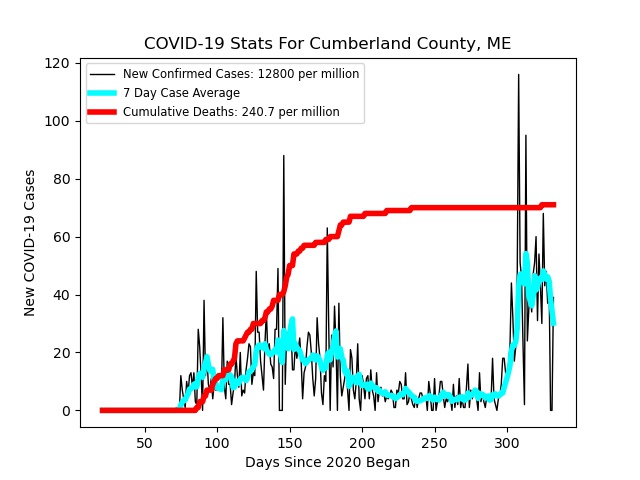 COVID-19 Stats For Cumberland County, ME
New Confirmed Cases: 12800 per million
7 Day Case Average
Cumulative Deaths: 240.7 per million
120
100
80
60
40
20
0
New COVID-19 Cases
50 100 150 200 250 300
Days Since 2020 Began